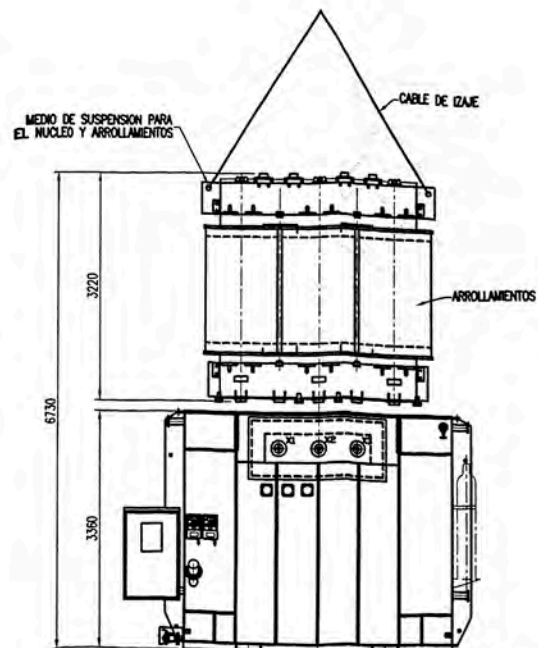 CABLE DE IZAJE
MEDIO DE SUSPENSION PARA
EL NUCLEO Y ARROLLAMIENTOS
3220
ARROLLAMIENTOS
6730
X1
X2
X3
3360